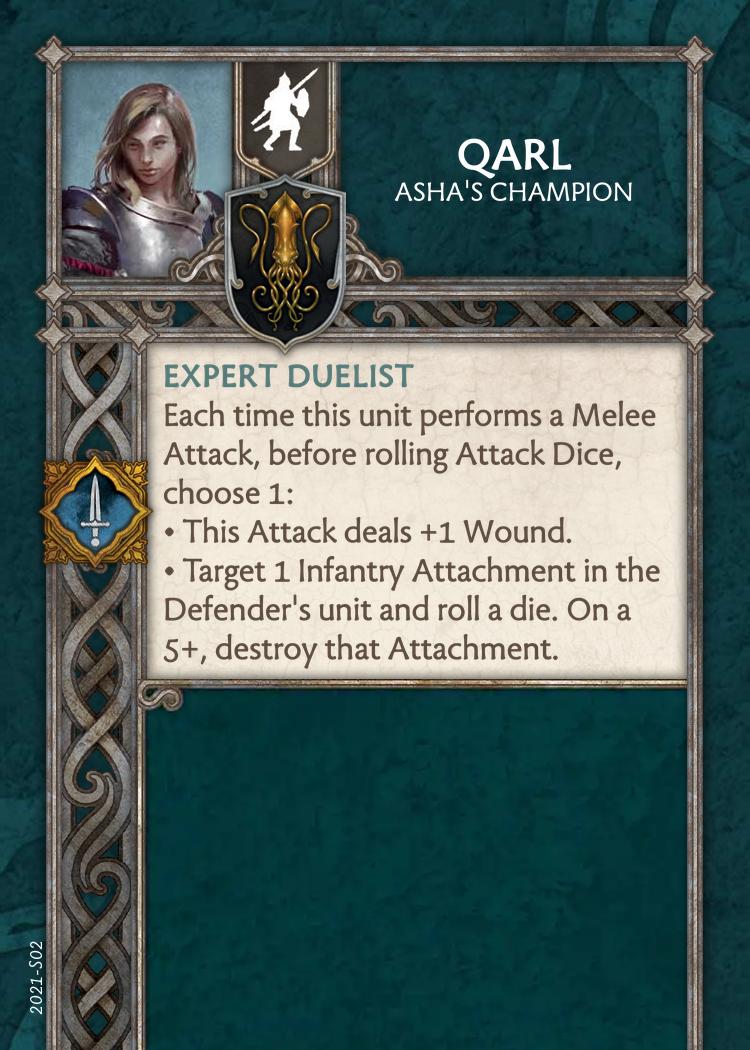 QARL
ASHA'S CHAMPION
EXPERT DUELIST
Each time this unit performs a Melee
Attack, before rolling Attack Dice,
choose 1:
• This Attack deals +1 Wound.
• Target 1 Infantry Attachment in the
Defender's unit and roll a die. On a
5+, destroy that Attachment.
2021-S02